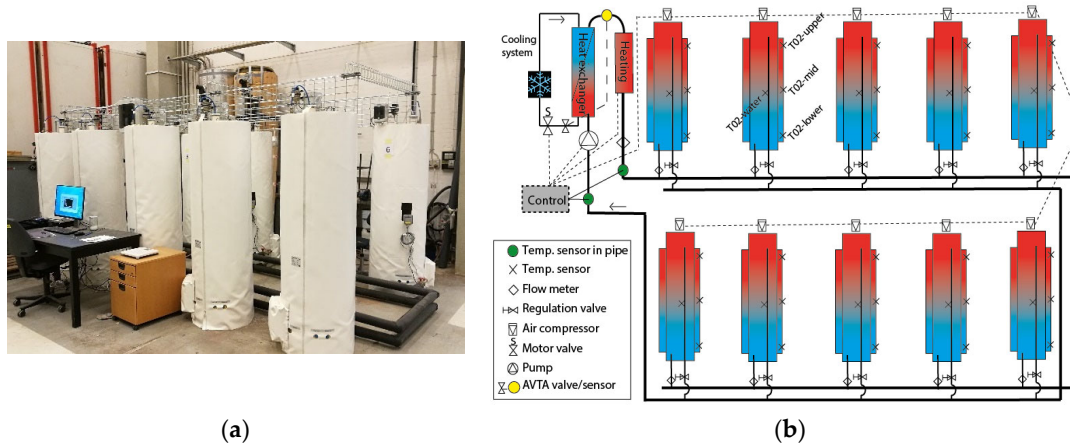 Cooling
system
S
Heat exchanger
Heating
T02-upper
T02-mid
T02-water
T02-lower
Control
Temp. sensor in pipe
Temp. sensor
Flow meter
Regulation valve
Air compressor
S
Motor valve
Pump
AVTA valve/sensor
6
(a)
(b)